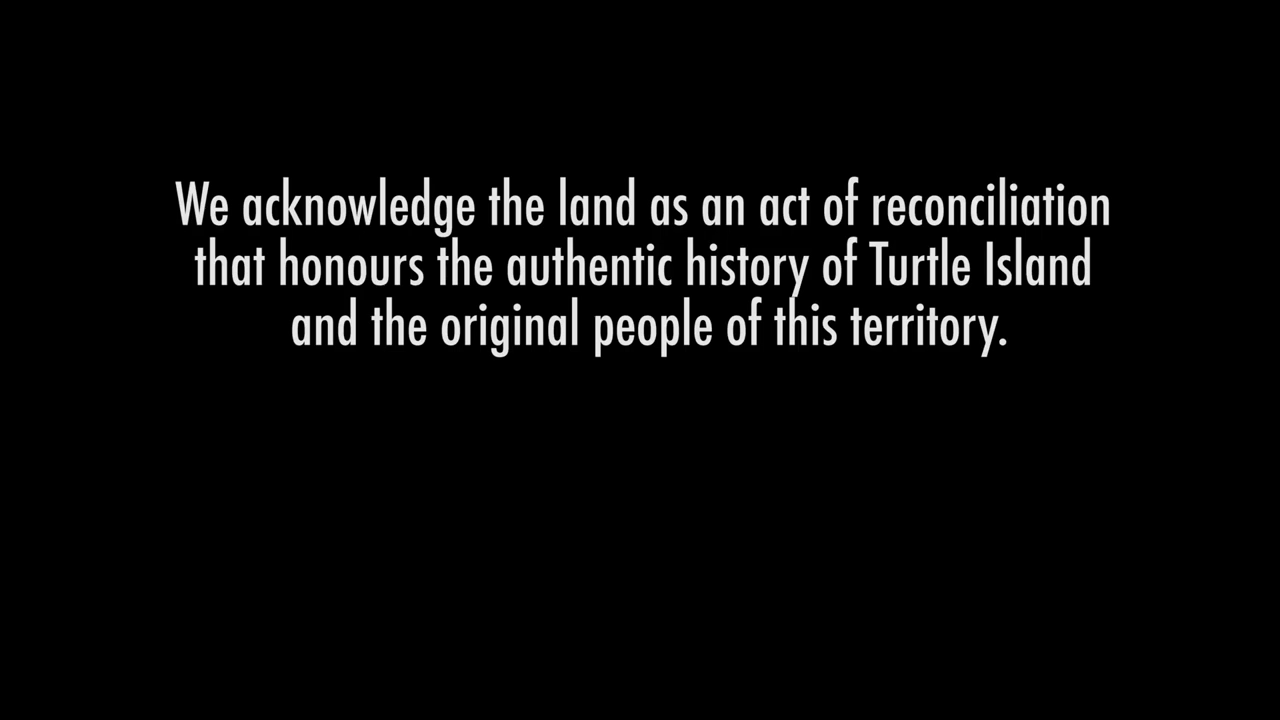 We acknowledge the land as an act of reconciliation
that honours the authentic history of Turtle Island
and the original people of this territory.